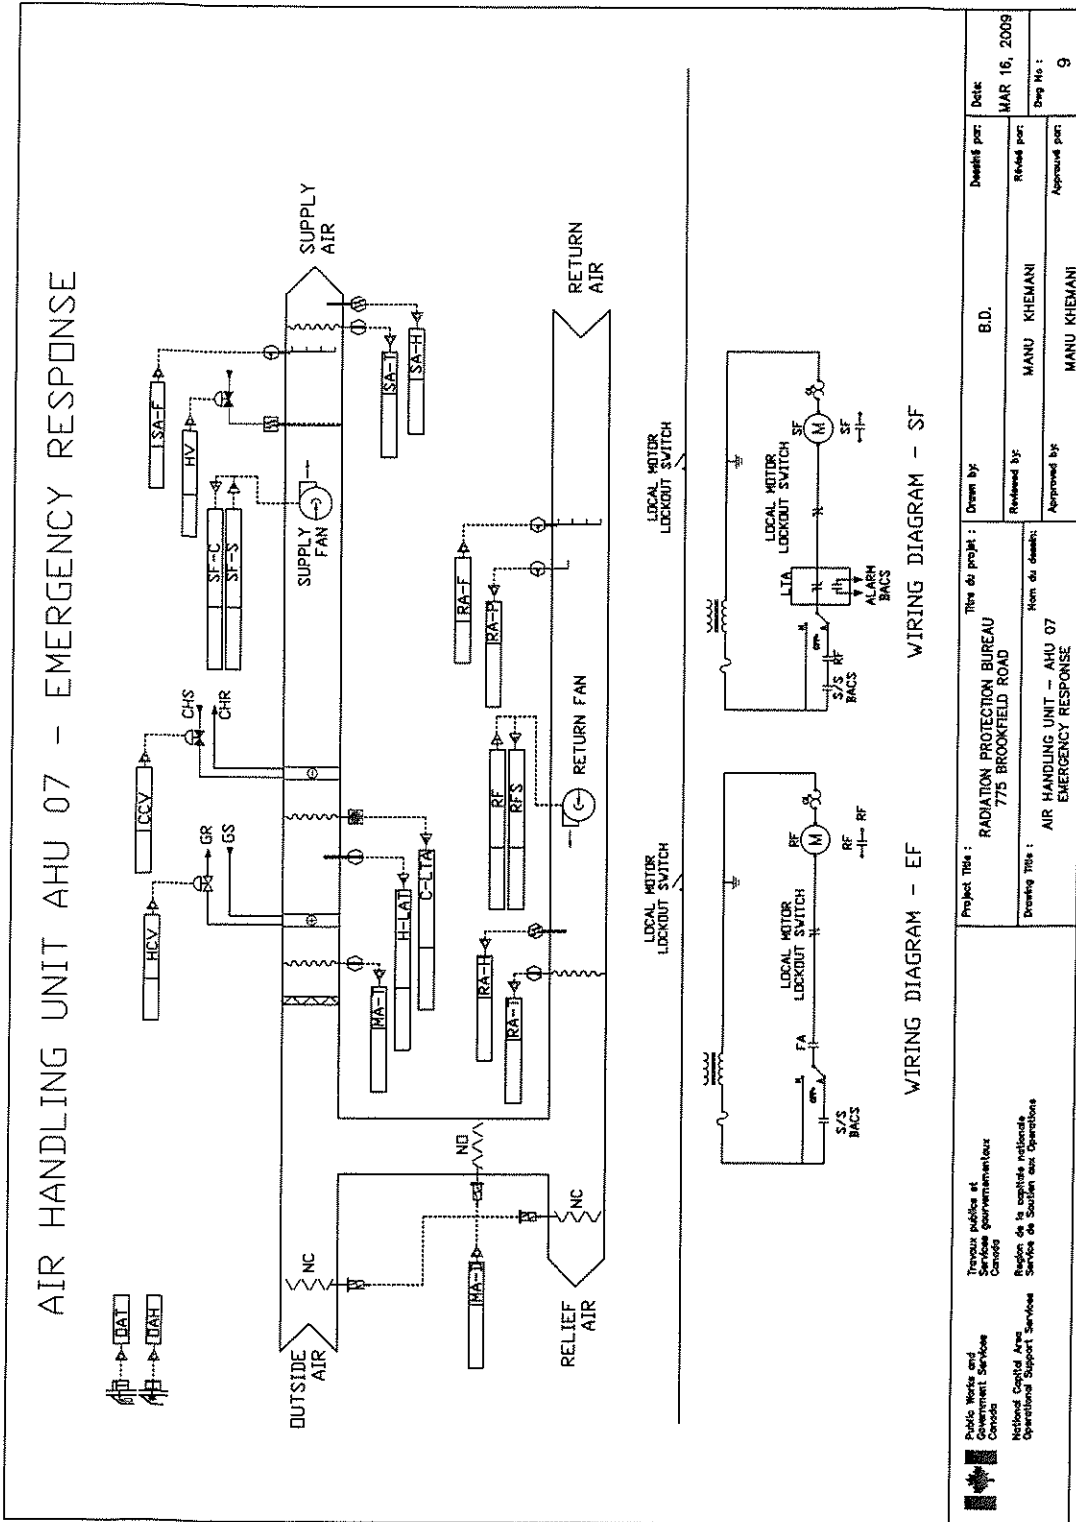 AIR HANDLING UNIT AHU 07 - EMERGENCY RESPONSE
OAT
OAH
HCV
CCV
GR
GS
CHS
CHR
SF-C
SF-S
HV
SA-F
SUPPLY
FAN
SUPPLY
AIR
OUTSIDE
AIR
NC
MA-T
H-LAT
C-LTA
SA-T
SA-H
NO
MA-D
NC
RELIEF
AIR
RA-H
RA-T
RF
RFS
RETURN FAN
RA-P
RA-F
RETURN
AIR
LOCAL MOTOR
LOCKOUT SWITCH
LOCAL MOTOR
LOCKOUT SWITCH
S/S
BACS
OFF
A
FA
LOCAL MOTOR
LOCKOUT SWITCH
RF
M
RF
RF
WIRING DIAGRAM - EF
S/S
BACS
RF
OFF
A
LTA
ALARM
BACS
LOCAL MOTOR
LOCKOUT SWITCH
SF
M
SF
WIRING DIAGRAM - SF
Public Works and
Government Services
Canada
Travaux publics et
Services gouvernementaux
Canada
National Capital Area
Operational Support Services
Region de la capitale nationale
Service de Soutien aux Operations
Project Title :
Titre du projet :
RADIATION PROTECTION BUREAU
775 BROOKFIELD ROAD
Drawing Title :
Nom du dessin:
AIR HANDLING UNIT - AHU 07
EMERGENCY RESPONSE
Drawn by:
B.D.
Dessiné par:
Reviewed by:
MANU KHEMANI
Révisé par:
Approved by:
MANU KHEMANI
Approuvé par:
Date:
MAR 16, 2009
Dwg No :
9